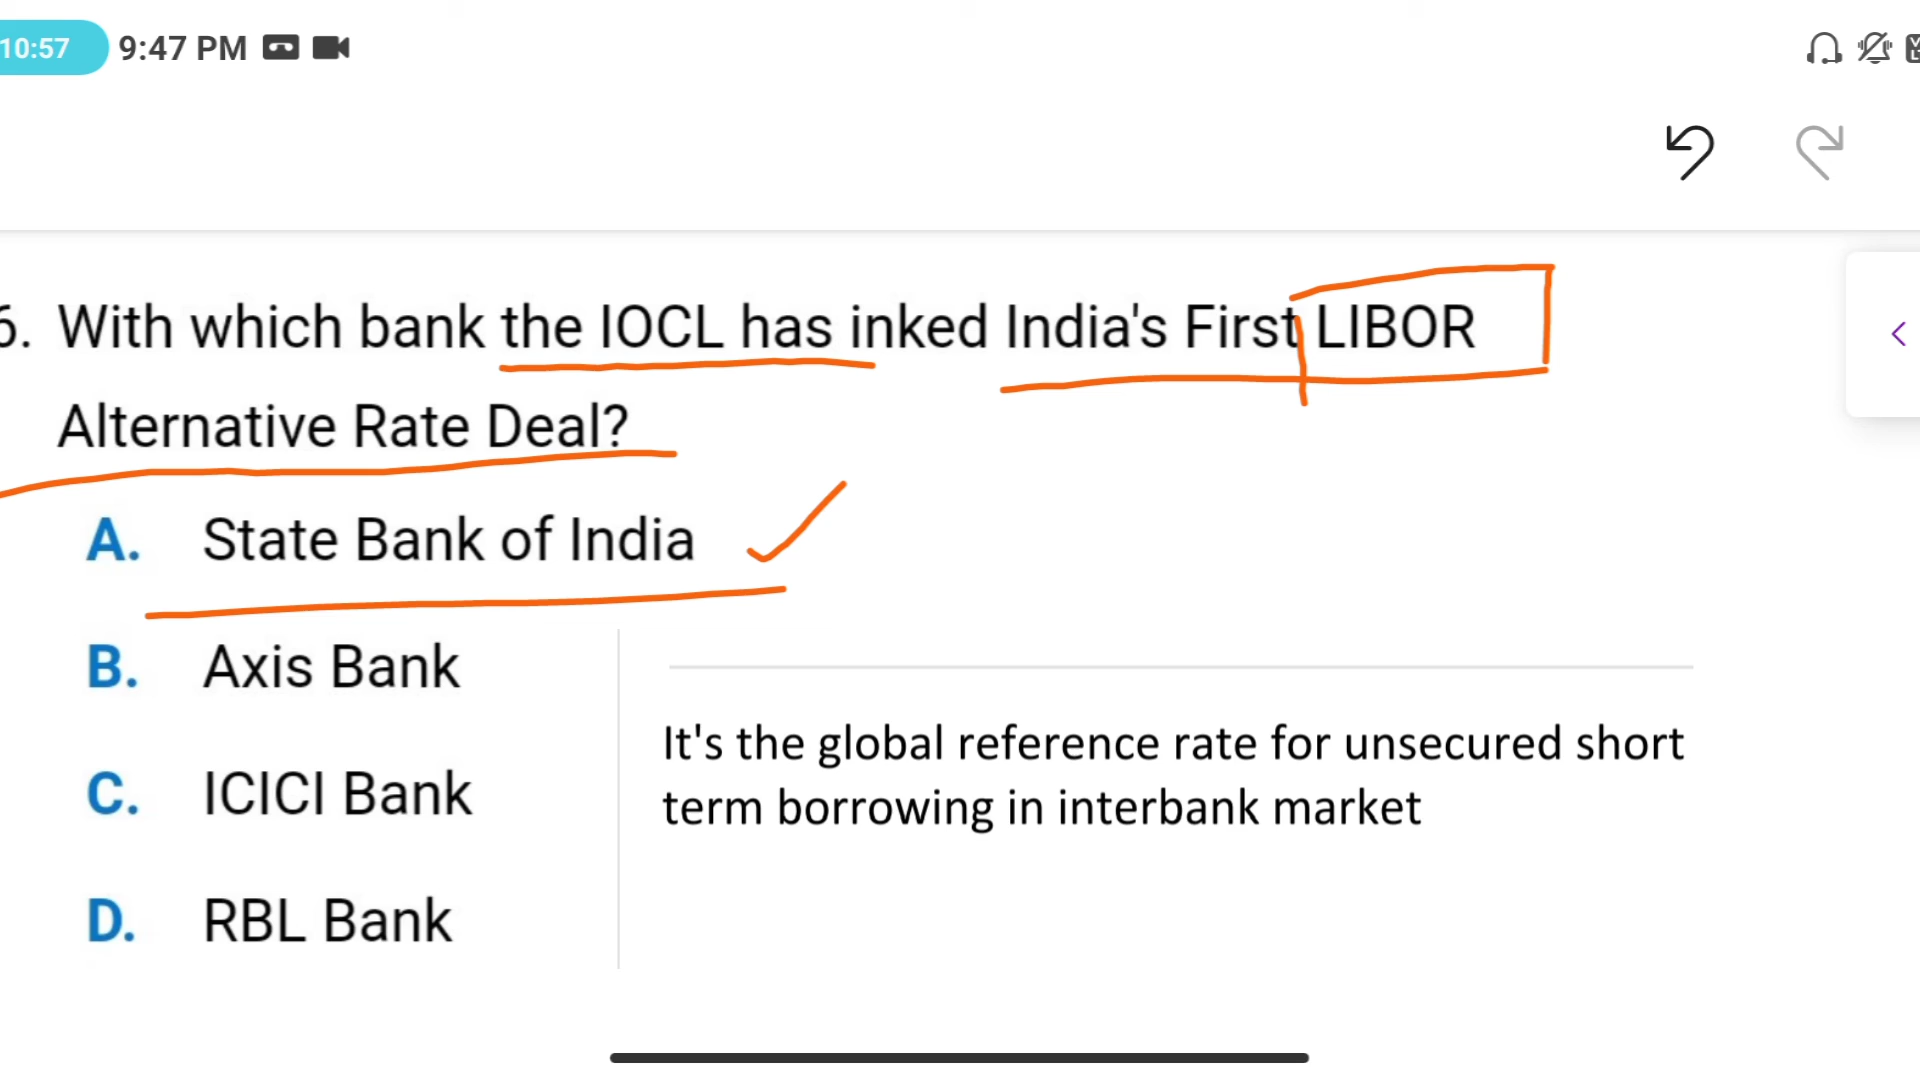 10:57 9:47 PM
6. With which bank the IOCL has inked India's First LIBOR
Alternative Rate Deal?
A. State Bank of India
B. Axis Bank
C. ICICI Bank
D. RBL Bank
It's the global reference rate for unsecured short
term borrowing in interbank market